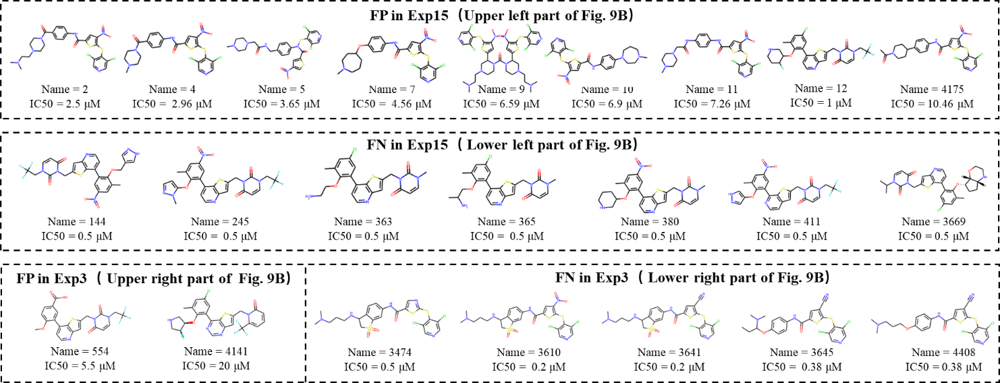 FP in Exp15 （Upper left part of Fig. 9B）
Name = 2
IC50 = 2.5 μM
Name = 4
IC50 = 2.96 μM
Name = 5
IC50 = 3.65 μM
Name = 7
IC50 = 4.56 μM
Name = 9
IC50 = 6.59 μM
Name = 10
IC50 = 6.9 μM
Name = 11
IC50 = 7.26 μM
Name = 12
IC50 = 1 μM
Name = 4175
IC50 = 10.46 μM
FN in Exp15 （ Lower left part of Fig. 9B）
Name = 144
IC50 = 0.5 μM
Name = 245
IC50 = 0.5 μM
Name = 363
IC50 = 0.5 μM
Name = 365
IC50 = 0.5 μM
Name = 380
IC50 = 0.5 μM
Name = 411
IC50 = 0.5 μM
Name = 3669
IC50 = 0.5 μM
FP in Exp3 （ Upper right part of Fig. 9B）
Name = 554
IC50 = 5.5 μM
Name = 4141
IC50 = 20 μM
FN in Exp3 （ Lower right part of Fig. 9B）
Name = 3474
IC50 = 0.5 μM
Name = 3610
IC50 = 0.2 μM
Name = 3641
IC50 = 0.2 μM
Name = 3645
IC50 = 0.38 μM
Name = 4408
IC50 = 0.38 μM